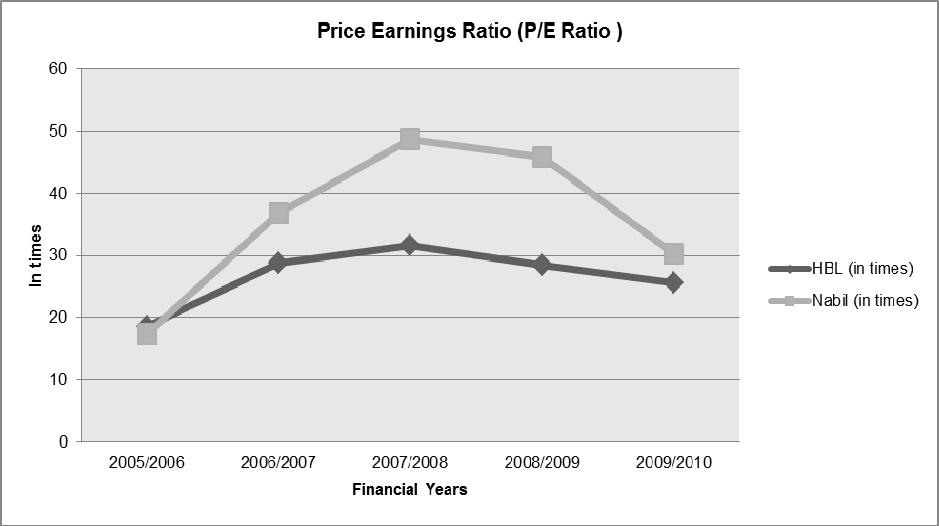 Price Earnings Ratio (P/E Ratio )
60
50
40
30
20
10
0
In times
2005/2006 2006/2007 2007/2008 2008/2009 2009/2010
Financial Years
HBL (in times)
Nabil (in times)